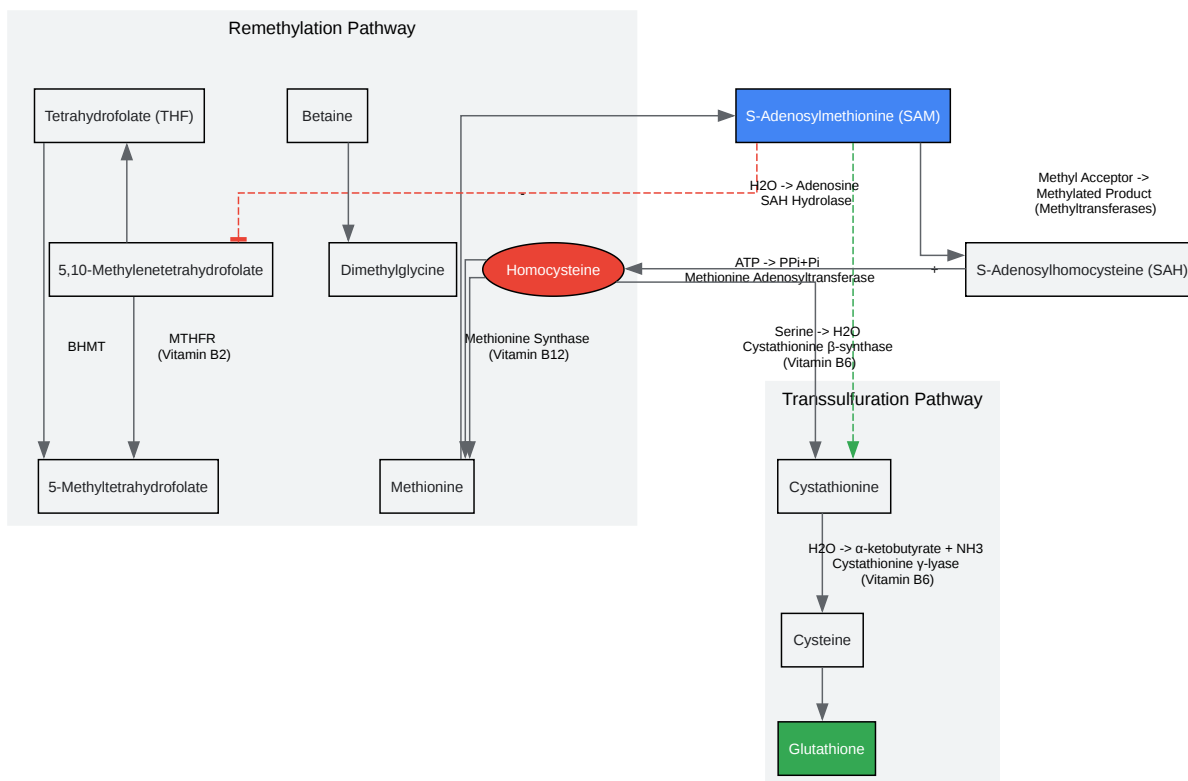 Remethylation Pathway
Tetrahydrofolate (THF)
Betaine
S-Adenosylmethionine (SAM)
Methyl Acceptor ->
Methylated Product
(Methyltransferases)
H2O -> Adenosine
SAH Hydrolase
-
5,10-Methylenetetrahydrofolate
Dimethylglycine
Homocysteine
ATP -> PPi+Pi
Methionine Adenosyltransferase
+
S-Adenosylhomocysteine (SAH)
BHMT
MTHFR
(Vitamin B2)
Methionine Synthase
(Vitamin B12)
Serine -> H2O
Cystathionine β-synthase
(Vitamin B6)
Transsulfuration Pathway
5-Methyltetrahydrofolate
Methionine
Cystathionine
H2O -> α-ketobutyrate + NH3
Cystathionine γ-lyase
(Vitamin B6)
Cysteine
Glutathione